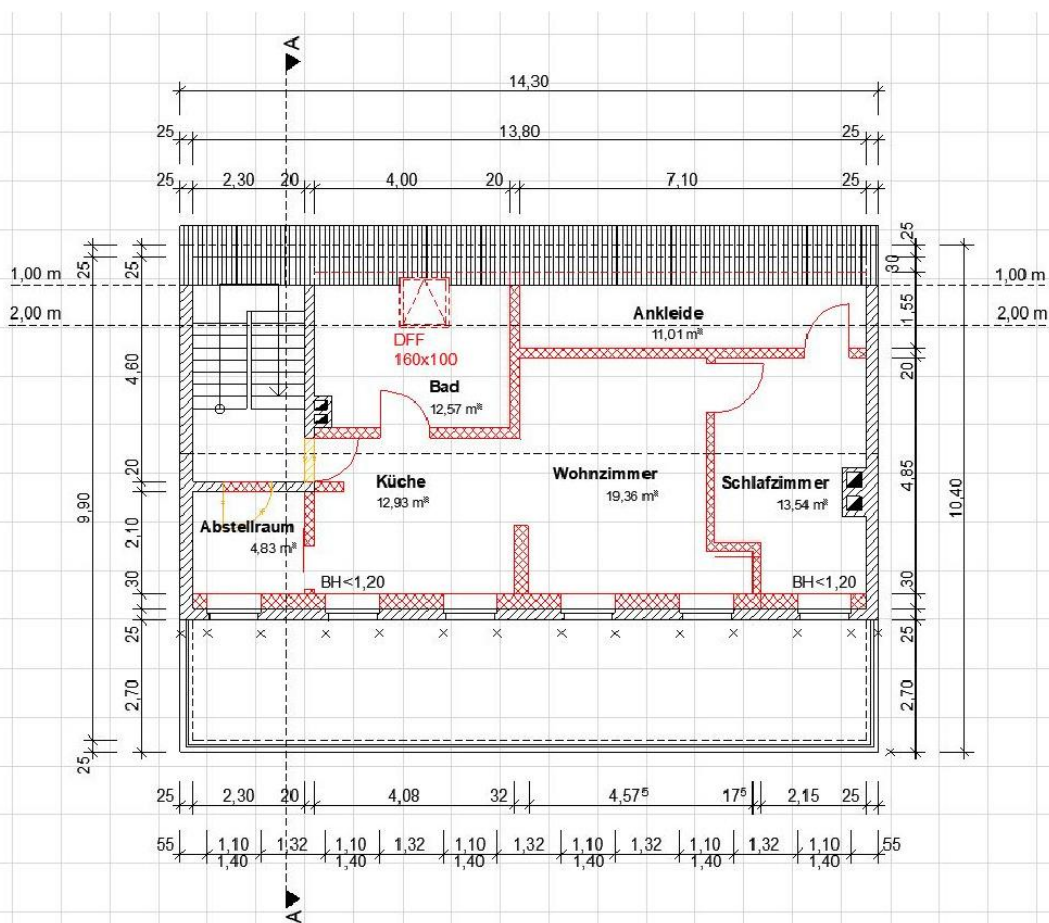 A
14,30
25 13,80 25
25 2,30 20 4,00 20 7,10 25
25
30
1,00 m 25 25 1,00 m
2,00 m 2,00 m
1,55
Ankleide
11,01 m²
DFF
160x100
20
4,60
Bad
12,57 m²
Küche
12,93 m²
Wohnzimmer
19,36 m²
Schlafzimmer
13,54 m²
4,85
20
9,90
10,40
Abstellraum
4,83 m²
2,10
BH<1,20 BH<1,20
30 30
25 25
2,70 2,70
25
25 2,30 20 4,08 32 4,57⁵ 17⁵ 2,15 25
55 1,10 1,32 1,10 1,32 1,10 1,32 1,10 1,32 1,10 1,32 1,10 55
1,40 1,40 1,40 1,40 1,40 1,40
A